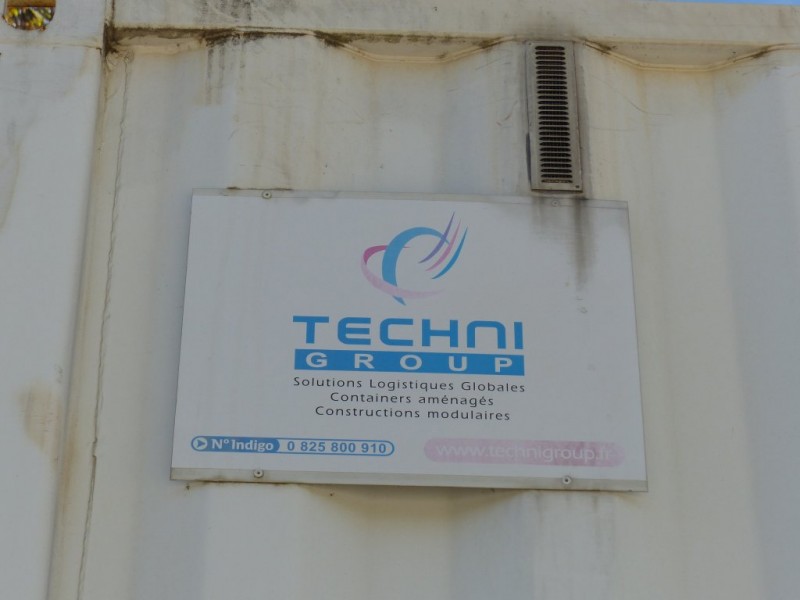 TECHNI
GROUP
Solutions Logistiques Globales
Containers aménagés
Constructions modulaires
N°Indigo 0 825 800 910
www.technigroup.fr